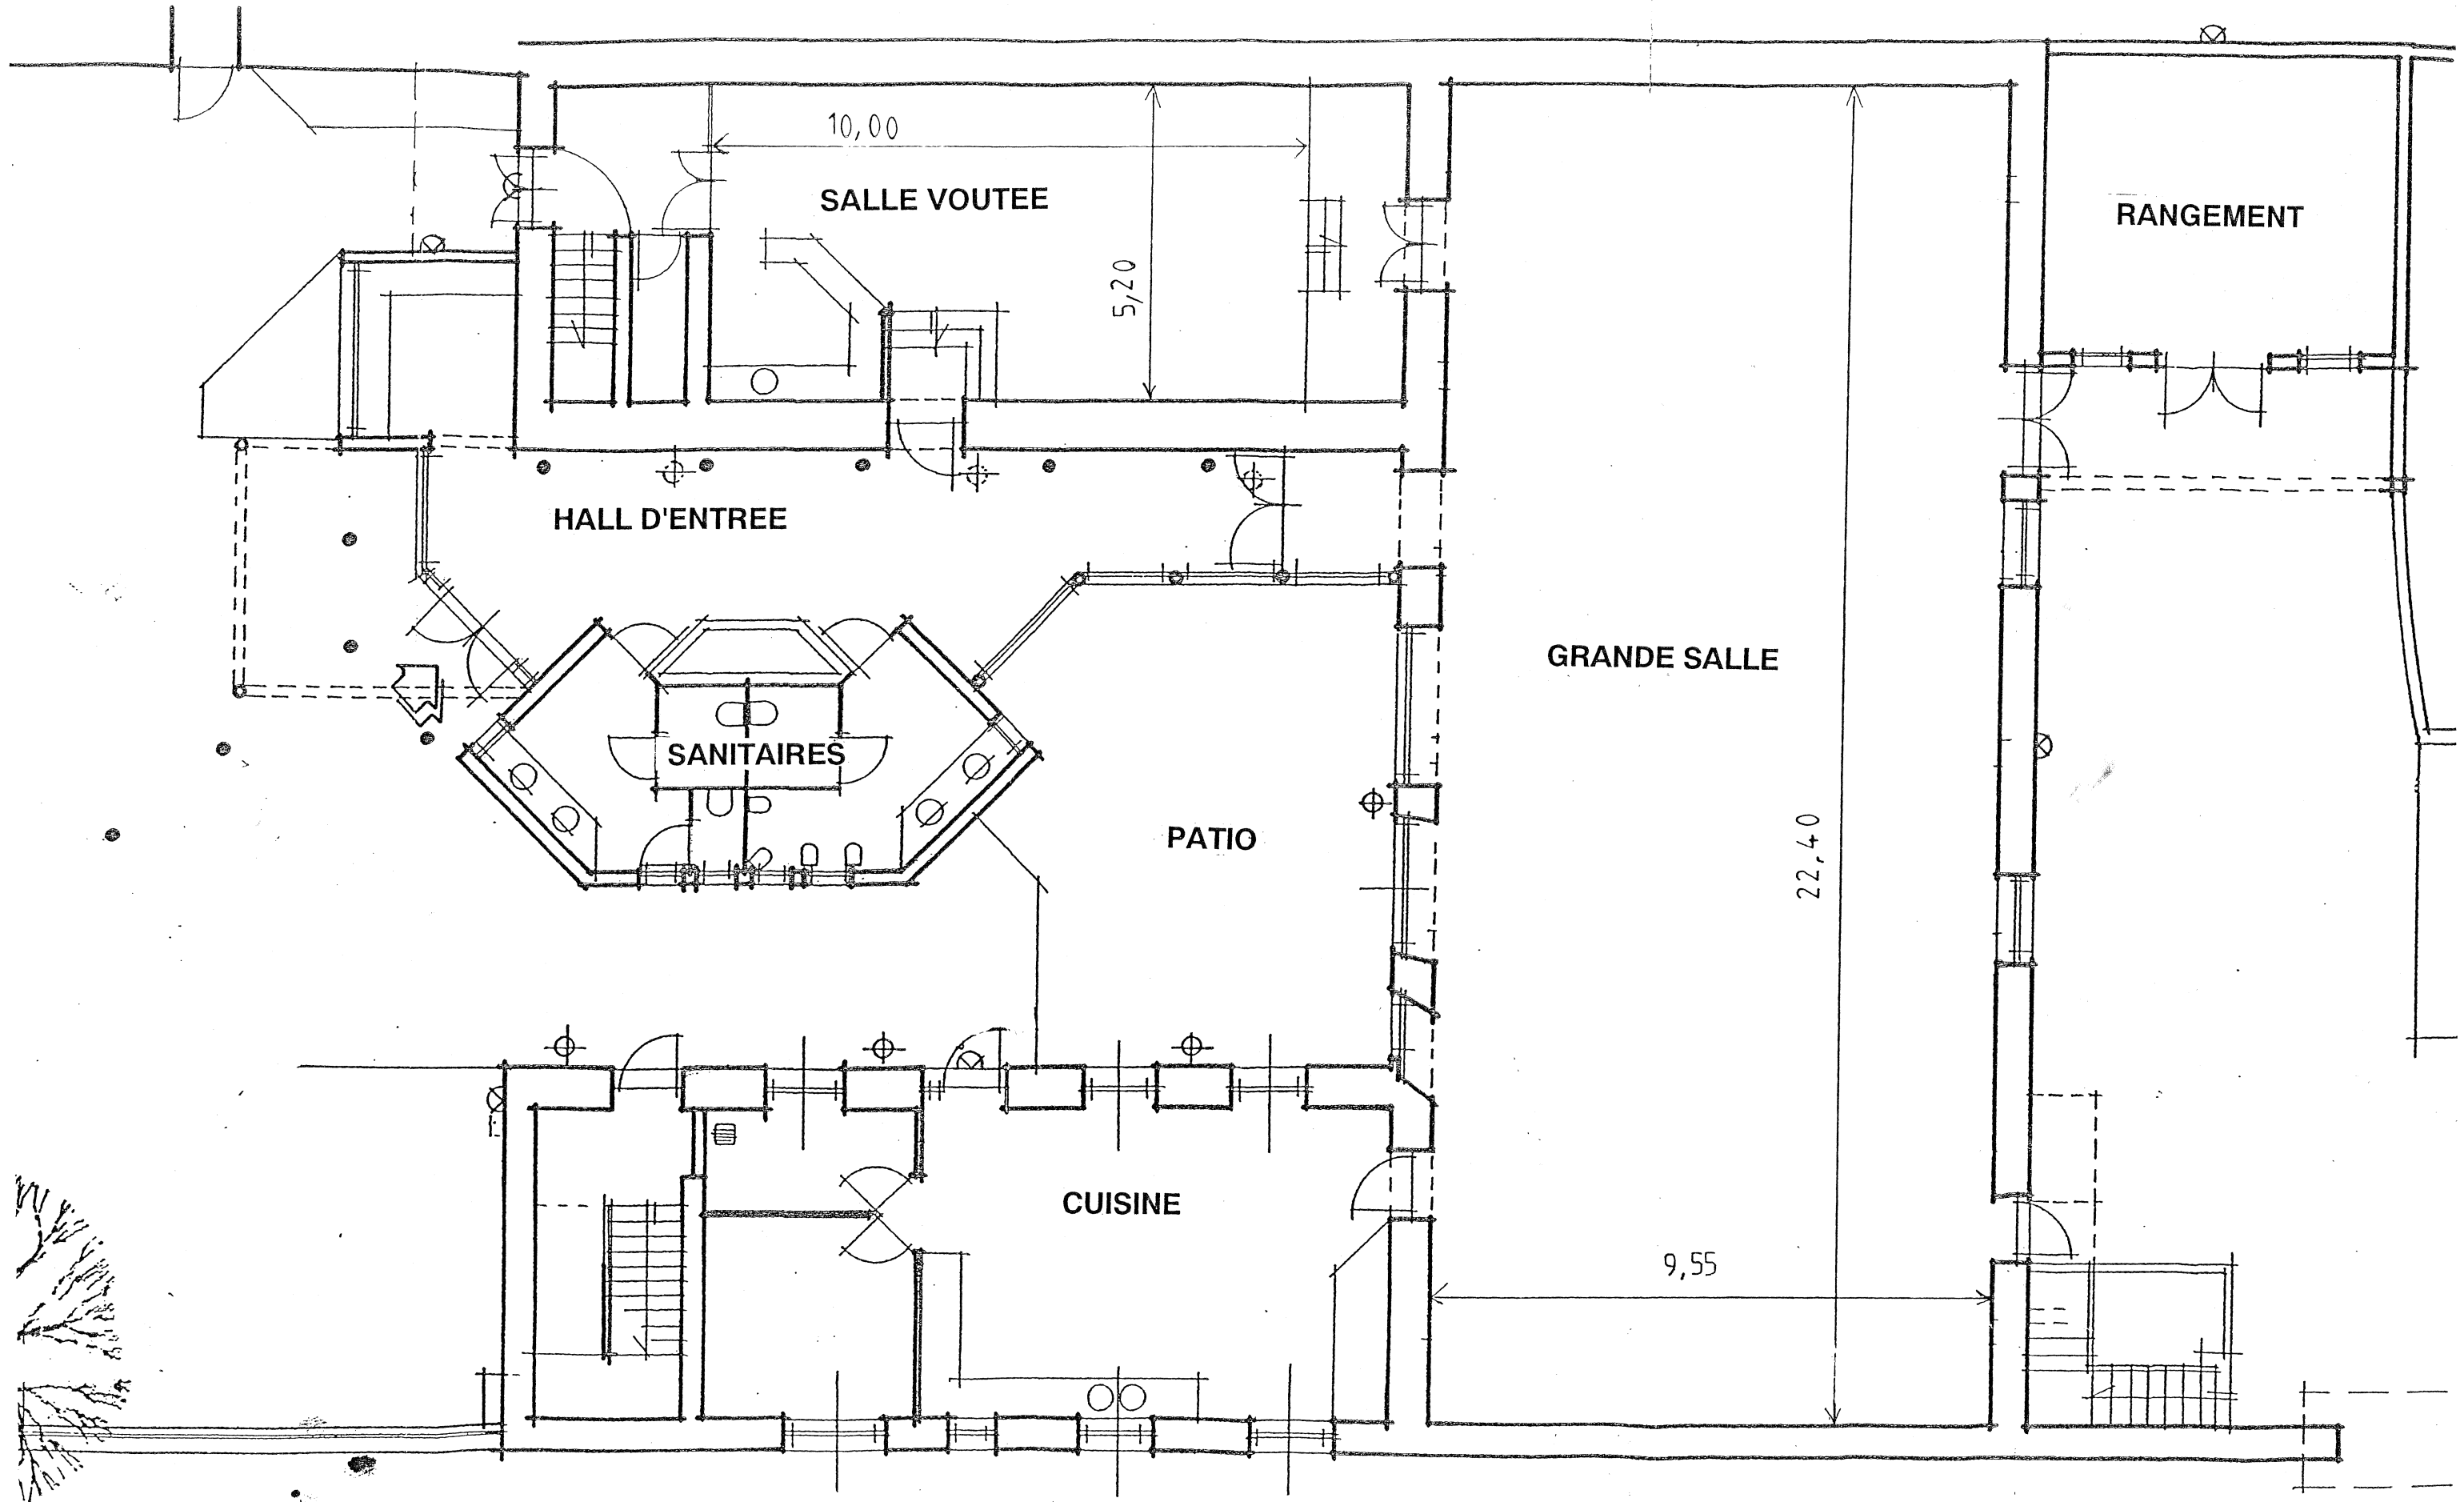 10,00
SALLE VOUTEE
RANGEMENT
5,20
HALL D'ENTREE
GRANDE SALLE
SANITAIRES
PATIO
22,40
CUISINE
9,55